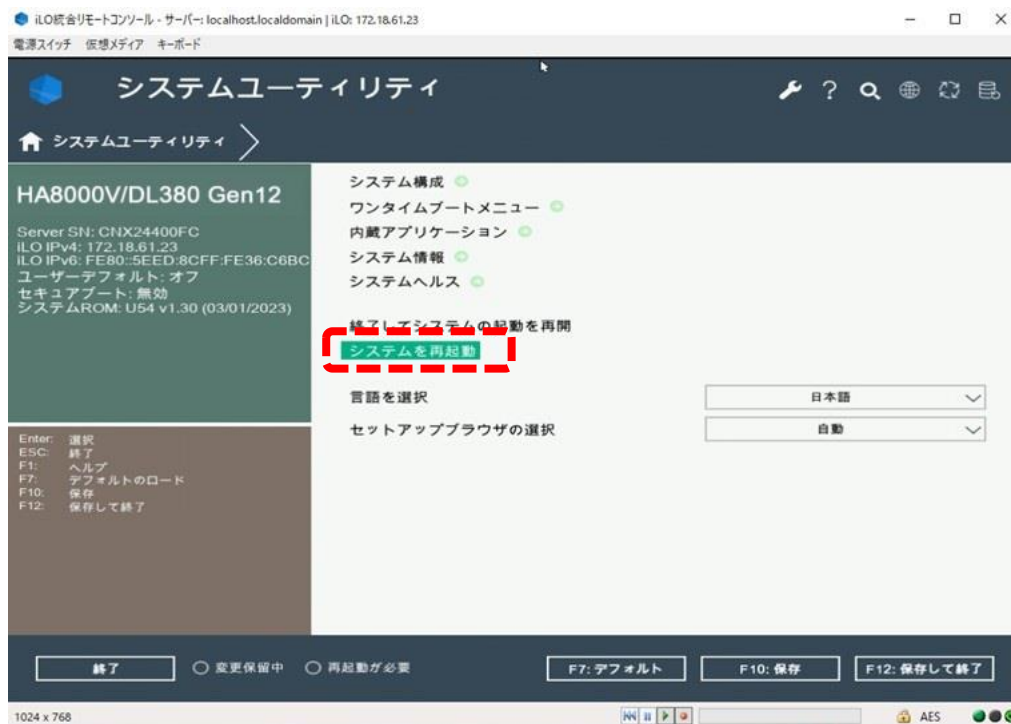 iLO統合リモートコンソール - サーバー: localhost.localdomain | iLO: 172.18.61.23
電源スイッチ 仮想メディア キーボード
システムユーティリティ
システムユーティリティ
HA8000V/DL380 Gen12
Server SN: CNX24400FC
iLO IPv4: 172.18.61.23
iLO IPv6: FE80::5EED:8CFF:FE36:C6BC
ユーザーデフォルト: オフ
セキュアブート: 無効
システムROM: U54 v1.30 (03/01/2023)
Enter: 選択
ESC: 終了
F1: ヘルプ
F7: デフォルトのロード
F10: 保存
F12: 保存して終了
システム構成
ワンタイムブートメニュー
内蔵アプリケーション
システム情報
システムヘルス
終了してシステムの起動を再開
システムを再起動
言語を選択 日本語
セットアップブラウザの選択 自動
終了 変更保留中 再起動が必要 F7: デフォルト F10: 保存 F12: 保存して終了
1024 x 768 AES